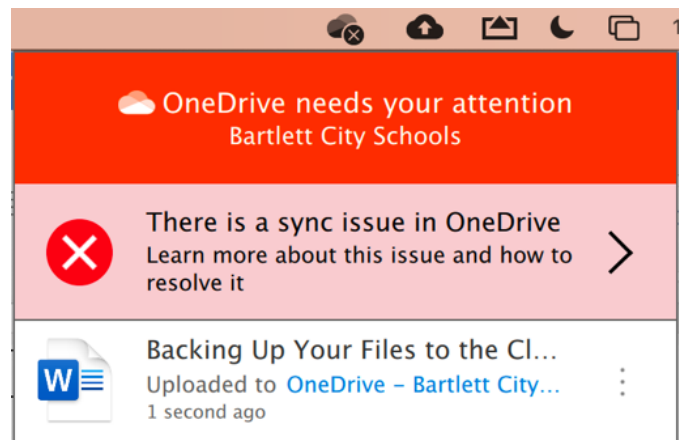 OneDrive needs your attention
Bartlett City Schools
There is a sync issue in OneDrive
Learn more about this issue and how to
resolve it
Backing Up Your Files to the Cl...
W
Uploaded to OneDrive – Bartlett City...
1 second ago